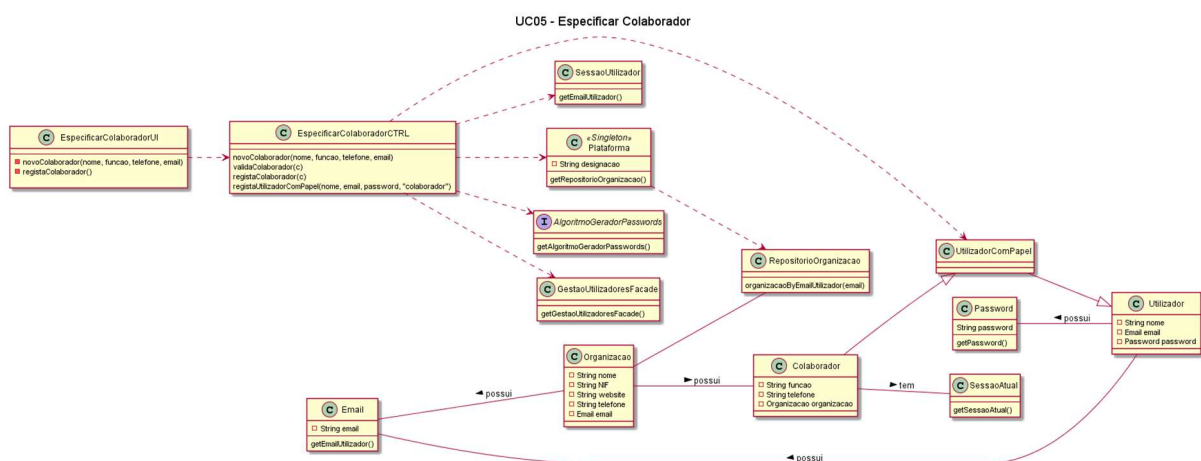 UC05 - Especificar Colaborador
C SessaoUtilizador
getEmailUtilizador()
C EspecificarColaboradorUI
novoColaborador(nome, funcao, telefone, email)
registaColaborador()
C EspecificarColaboradorCTRL
novoColaborador(nome, funcao, telefone, email)
validaColaborador(c)
registaColaborador(c)
registaUtilizadorComPapel(nome, email, password, "colaborador")
C «Singleton»
Plataforma
String designacao
getRepositorioOrganizacao()
I AlgoritmoGeradorPasswords
getAlgoritmoGeradorPasswords()
C GestaoUtilizadoresFacade
getGestaoUtilizadoresFacade()
C RepositorioOrganizacao
organizacaoByEmailUtilizador(email)
C UtilizadorComPapel
C Password
String password
getPassword()
possui
C Utilizador
String nome
Email email
Password password
C Organizacao
String nome
String NIF
String website
String telefone
Email email
possui
C Colaborador
String funcao
String telefone
Organizacao organizacao
tem
C SessaoAtual
getSessaoAtual()
possui
C Email
String email
getEmailUtilizador()
possui